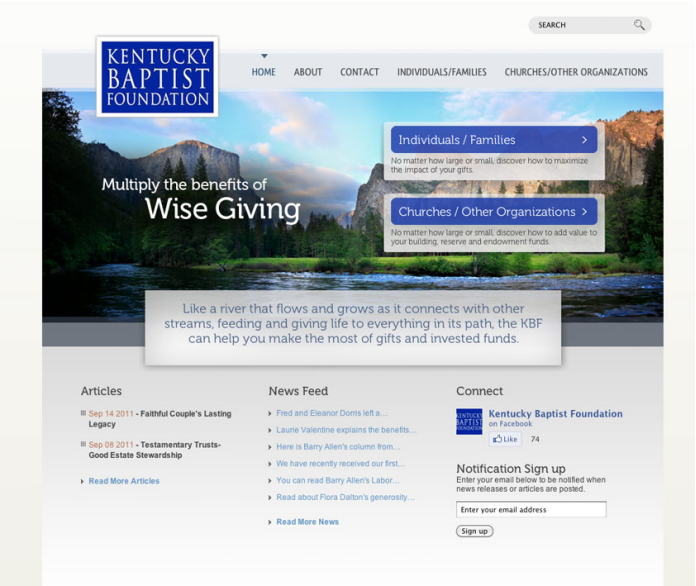 SEARCH
KENTUCKY
BAPTIST
FOUNDATION
HOME ABOUT CONTACT INDIVIDUALS/FAMILIES CHURCHES/OTHER ORGANIZATIONS
Multiply the benefits of
Wise Giving
Individuals / Families >
No matter how large or small, discover how to maximize
the impact of your gifts.
Churches / Other Organizations >
No matter how large or small, discover how to add value to
your building, reserve and endowment funds.
Like a river that flows and grows as it connects with other
streams, feeding and giving life to everything in its path, the KBF
can help you make the most of gifts and invested funds.
Articles
Sep 14 2011 - Faithful Couple's Lasting
Legacy
Sep 08 2011 - Testamentary Trusts-
Good Estate Stewardship
Read More Articles
News Feed
Fred and Eleanor Dorris left a...
Laurie Valentine explains the benefits...
Here is Barry Allen's column from...
We have recently received our first...
You can read Barry Allen's Labor...
Read about Flora Dalton's generosity...
Read More News
Connect
KENTUCKY
BAPTIST
FOUNDATION
Kentucky Baptist Foundation
on Facebook
Like 74
Notification Sign up
Enter your email below to be notified when
news releases or articles are posted.
Enter your email address
Sign up